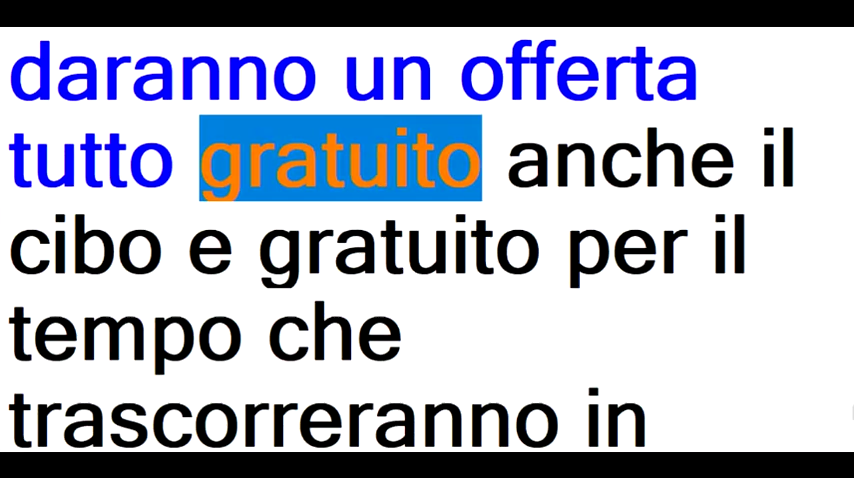 daranno un offerta
tutto gratuito anche il
cibo e gratuito per il
tempo che
trascorreranno in